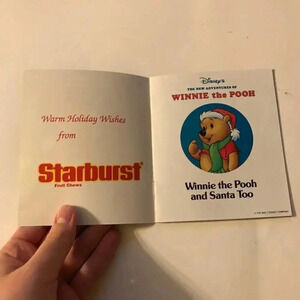 Warm Holiday Wishes
from
Starburst®
Fruit Chews
Disney's
THE NEW ADVENTURES OF
WINNIE the POOH
Winnie the Pooh
and Santa Too